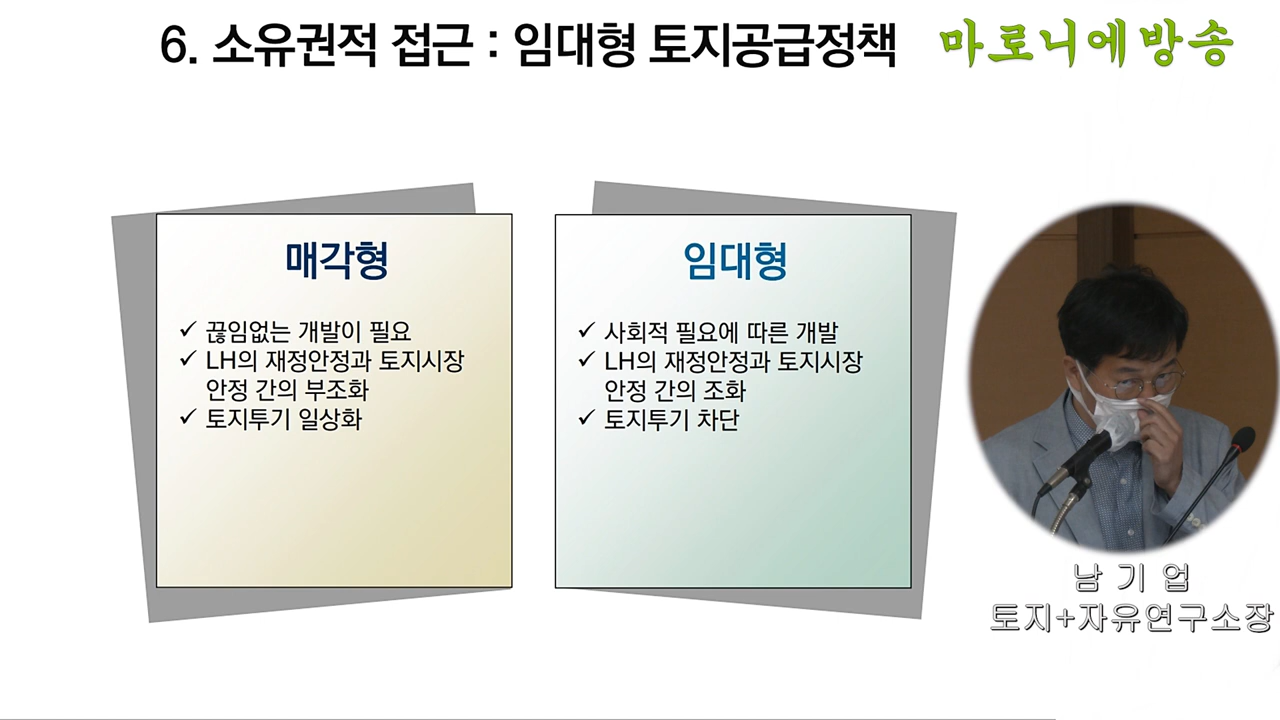 6. 소유권적 접근 : 임대형 토지공급정책
마로니에방송
매각형
✓ 끊임없는 개발이 필요
✓ LH의 재정안정과 토지시장
안정 간의 부조화
✓ 토지투기 일상화
임대형
✓ 사회적 필요에 따른 개발
✓ LH의 재정안정과 토지시장
안정 간의 조화
✓ 토지투기 차단
남 기 업
토지+자유연구소장